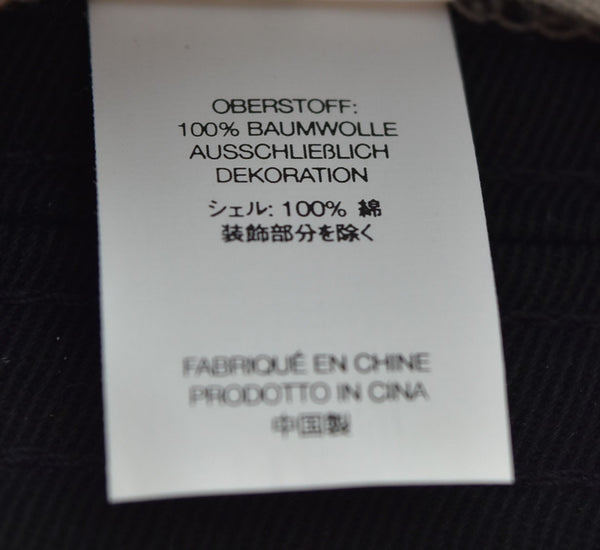 OBERSTOFF:
100% BAUMWOLLE
AUSSCHLIEßLICH
DEKORATION
シェル: 100% 綿
装飾部分を除く
FABRIQUÉ EN CHINE
PRODOTTO IN CINA
中国製